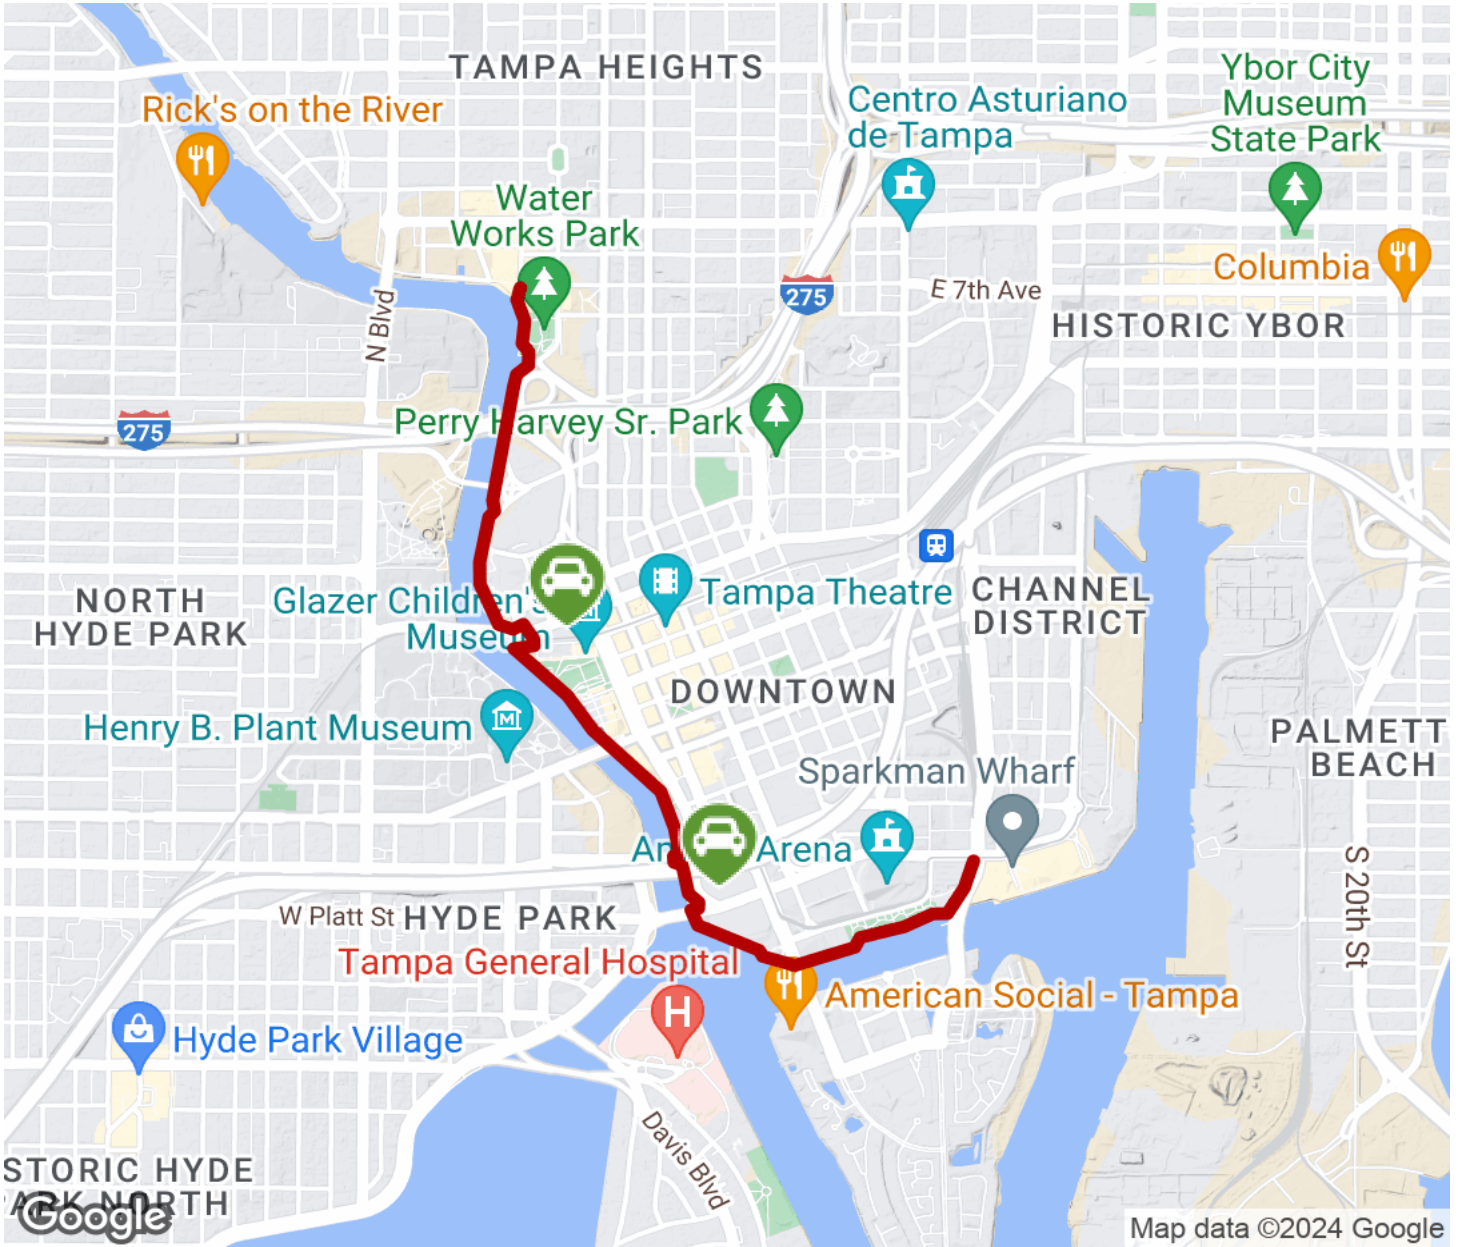 TAMPA HEIGHTS
Ybor City
Museum
State Park
Rick's on the River
Centro Asturiano
de Tampa
Water
Works Park
Columbia
275
E 7th Ave
N Blvd
HISTORIC YBOR
Perry Harvey Sr. Park
275
NORTH
HYDE PARK
Glazer Children's
Museum
Tampa Theatre
CHANNEL
DISTRICT
DOWNTOWN
Henry B. Plant Museum
M
PALMETT
BEACH
Sparkman Wharf
Arena
S 20th St
W Platt St
HYDE PARK
Tampa General Hospital
H
American Social - Tampa
Hyde Park Village
Davis Blvd
STORIC HYDE
PARK NORTH
Google
Map data ©2024 Google